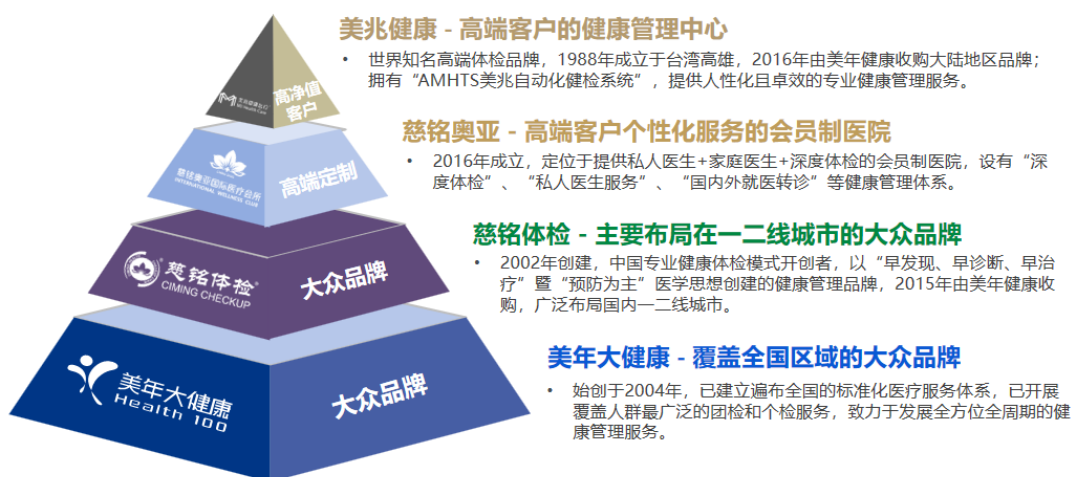 美兆健康 - 高端客户的健康管理中心
• 世界知名高端体检品牌，1988年成立于台湾高雄，2016年由美年健康收购大陆地区品牌；
拥有“AMHTS美兆自动化健检系统”，提供人性化且卓效的专业健康管理服务。
高净值
客户
慈铭奥亚 - 高端客户个性化服务的会员制医院
• 2016年成立，定位于提供私人医生+家庭医生+深度体检的会员制医院，设有“深
度体检”、“私人医生服务”、“国内外就医转诊”等健康管理体系。
慈铭奥亚国际医疗会所
INTERNATIONAL WELLNESS CLUB
高端定制
慈铭体检 - 主要布局在一二线城市的大众品牌
• 2002年创建，中国专业健康体检模式开创者，以“早发现、早诊断、早治
疗”暨“预防为主”医学思想创建的健康管理品牌，2015年由美年健康收
购，广泛布局国内一二线城市。
慈铭体检®
CIMING CHECKUP
大众品牌
美年大健康 - 覆盖全国区域的大众品牌
• 始创于2004年，已建立遍布全国的标准化医疗服务体系，已开展
覆盖人群最广泛的团检和个检服务，致力于发展全方位全周期的健
康管理服务。
美年大健康
Health 100
大众品牌